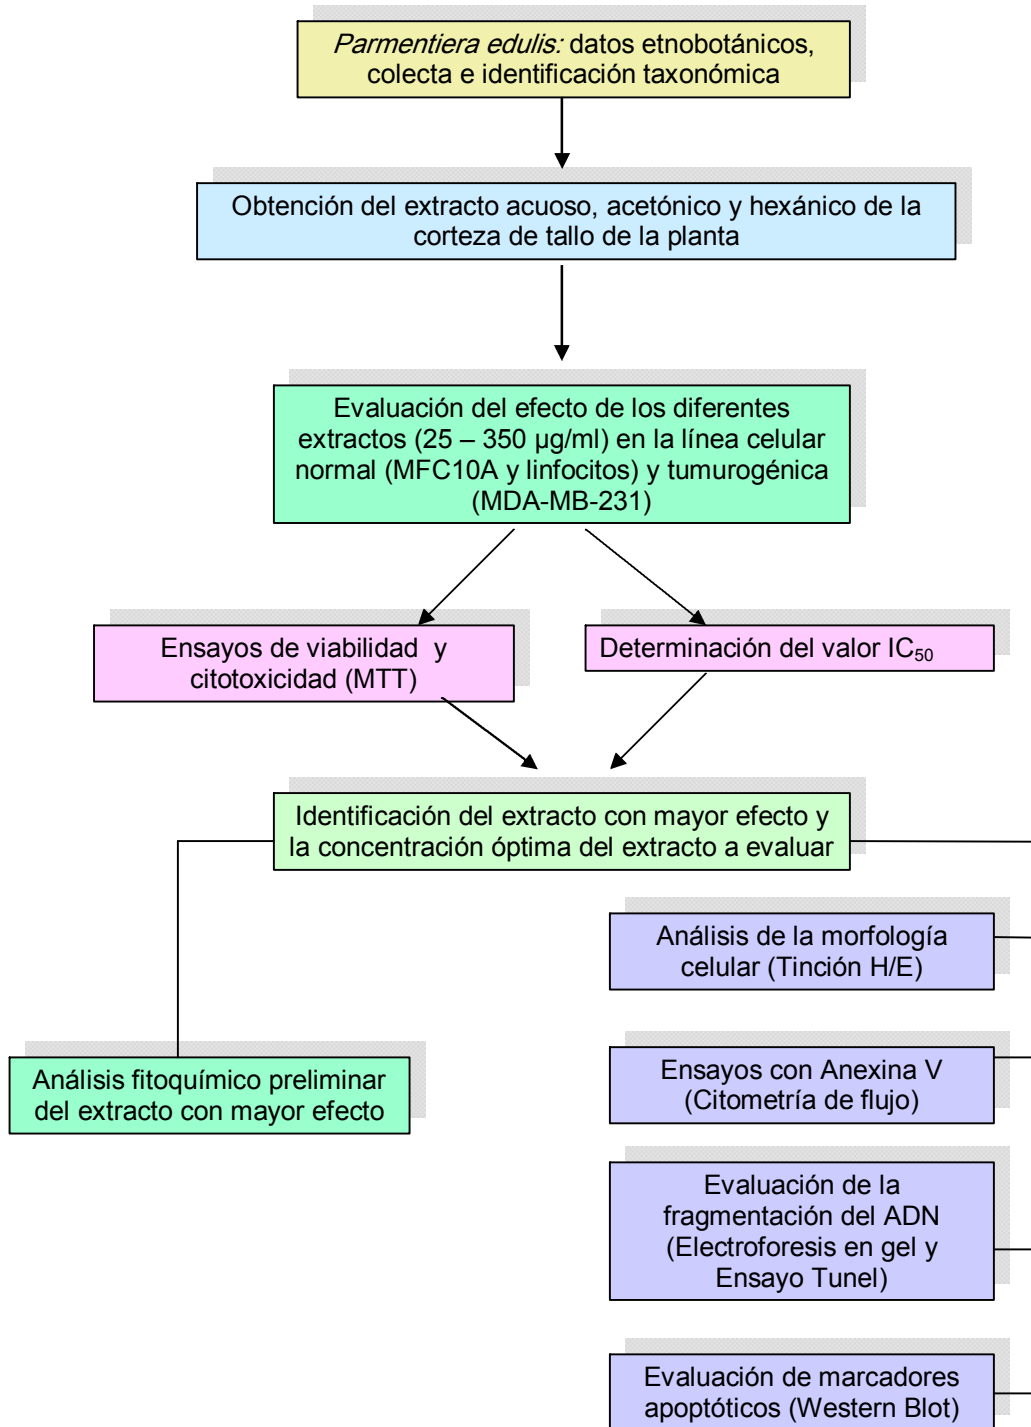 Parmentiera edulis: datos etnobotánicos,
colecta e identificación taxonómica
Obtención del extracto acuoso, acetónico y hexánico de la
corteza de tallo de la planta
Evaluación del efecto de los diferentes
extractos (25 – 350 µg/ml) en la línea celular
normal (MFC10A y linfocitos) y tumurogénica
(MDA-MB-231)
Ensayos de viabilidad y
citotoxicidad (MTT)
Determinación del valor IC50
Identificación del extracto con mayor efecto y
la concentración óptima del extracto a evaluar
Análisis de la morfología
celular (Tinción H/E)
Análisis fitoquímico preliminar
del extracto con mayor efecto
Ensayos con Anexina V
(Citometría de flujo)
Evaluación de la
fragmentación del ADN
(Electroforesis en gel y
Ensayo Tunel)
Evaluación de marcadores
apoptóticos (Western Blot)